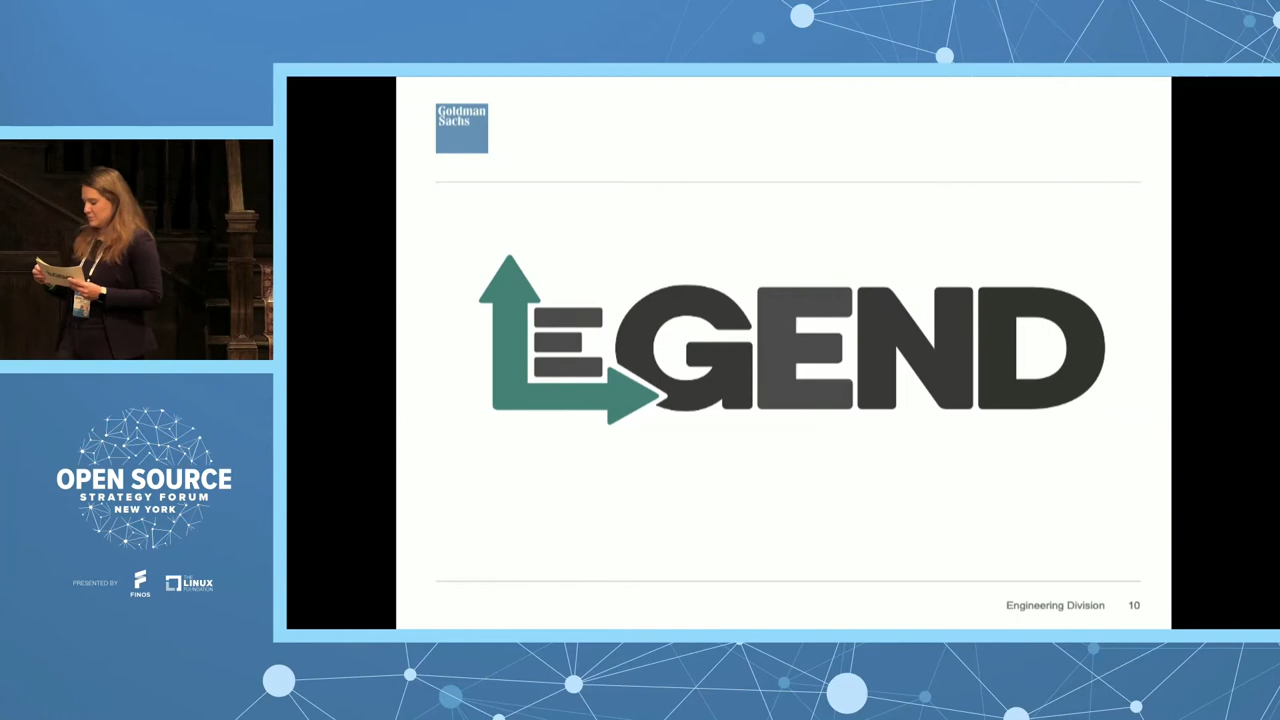 Goldman
Sachs
LEGEND
Engineering Division 10
OPEN SOURCE
STRATEGY FORUM
NEW YORK
PRESENTED BY
FINOS
THE
LINUX
FOUNDATION